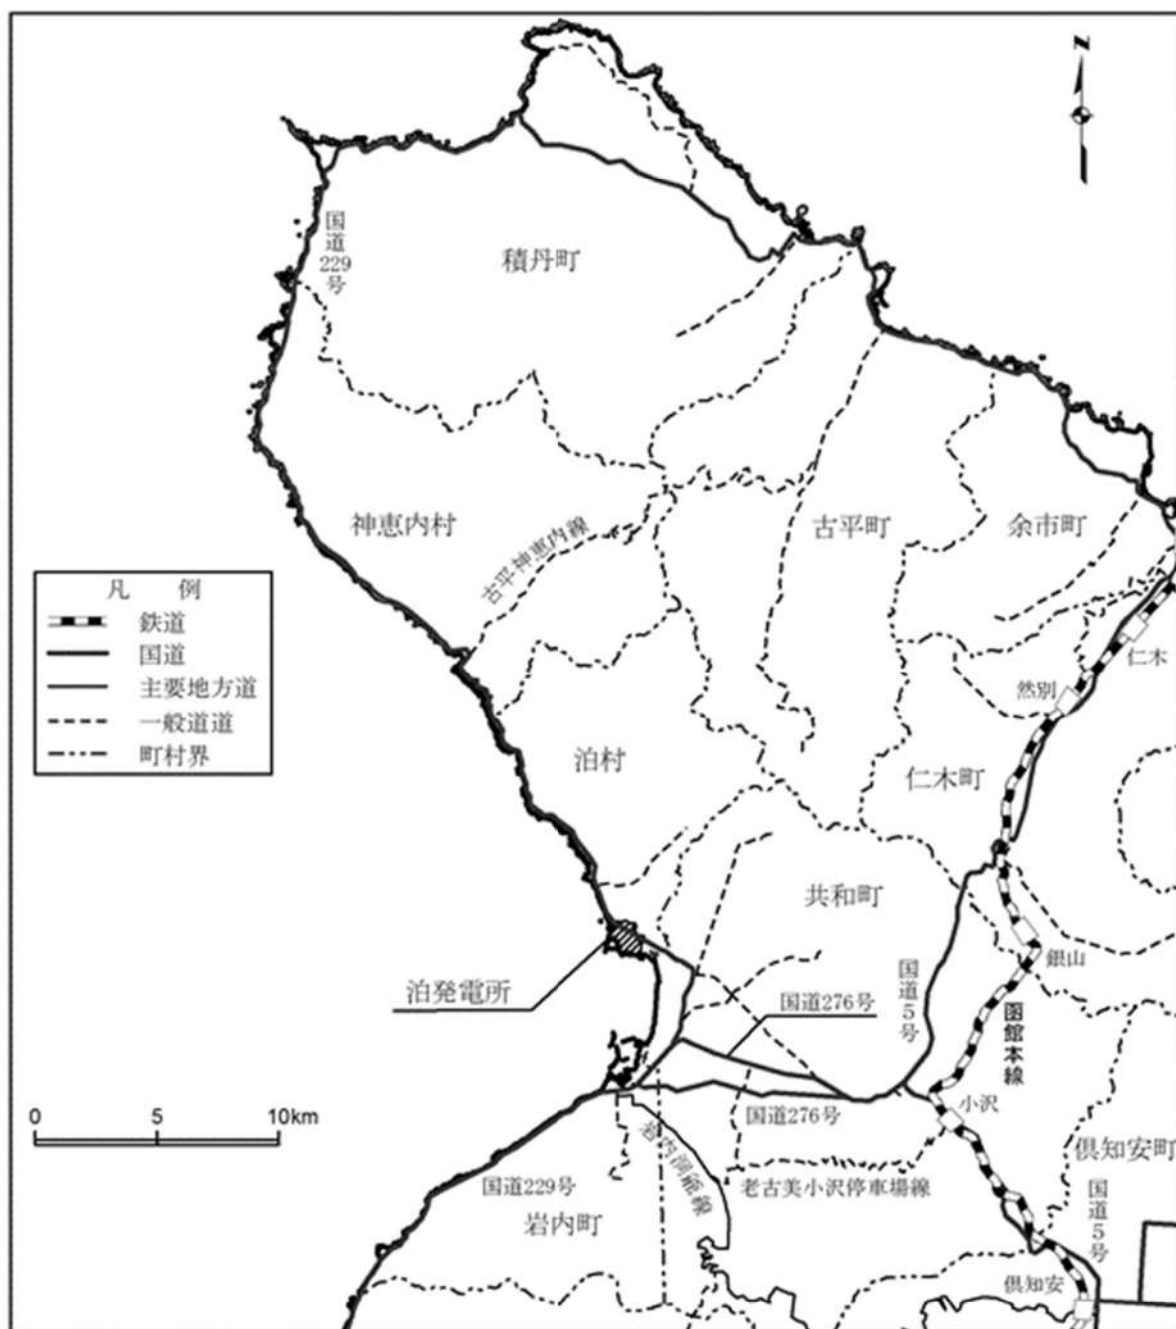 N
国道229号
積丹町
神恵内村
古平神恵内線
古平町
余市町
凡　例
鉄道
国道
主要地方道
一般道道
町村界
仁木
然別
泊村
仁木町
共和町
泊発電所
国道276号
国道5号
銀山
函館本線
0 5 10km
小沢
国道276号
岩内洞爺線
倶知安町
国道229号
老古美小沢停車場線
国道5号
岩内町
倶知安